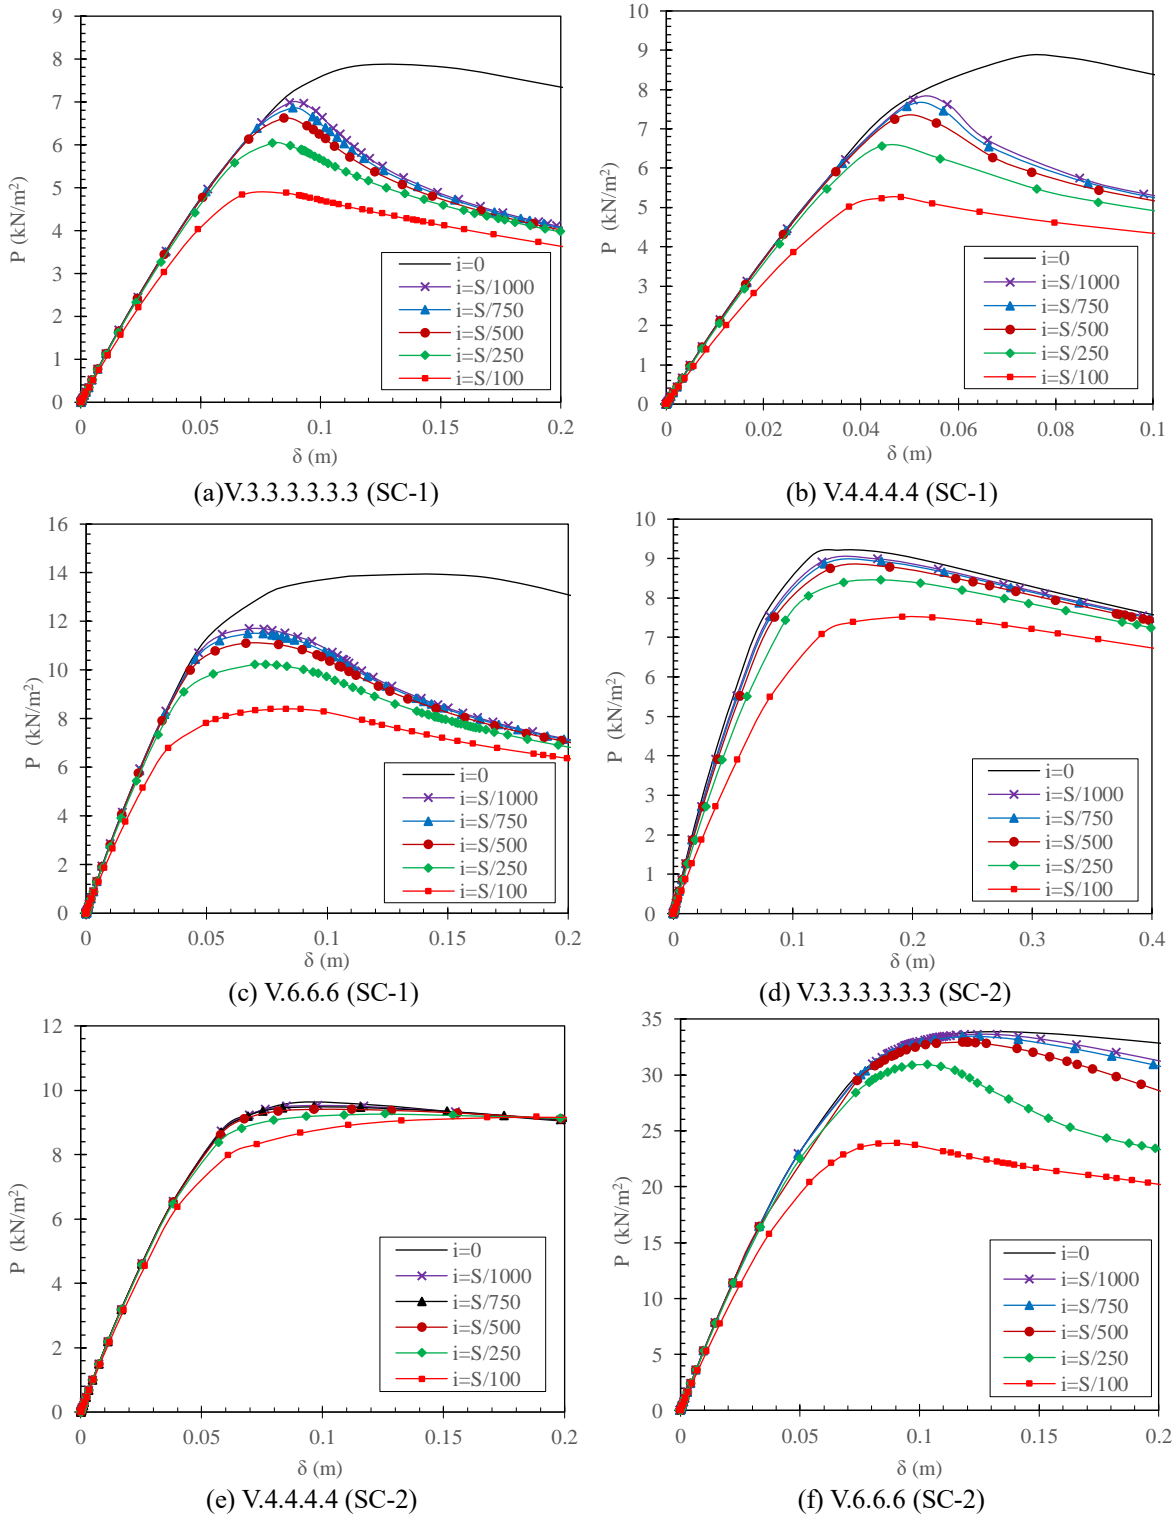 9
8
7
6
5
4
3
2
1
0
P (kN/m²)
i=0
i=S/1000
i=S/750
i=S/500
i=S/250
i=S/100
0 0.05 0.1 0.15 0.2
δ (m)
(a)V.3.3.3.3.3.3 (SC-1)
10
9
8
7
6
5
4
3
2
1
0
P (kN/m²)
i=0
i=S/1000
i=S/750
i=S/500
i=S/250
i=S/100
0 0.02 0.04 0.06 0.08 0.1
δ (m)
(b) V.4.4.4.4 (SC-1)
16
14
12
10
8
6
4
2
0
P (kN/m²)
i=0
i=S/1000
i=S/750
i=S/500
i=S/250
i=S/100
0 0.05 0.1 0.15 0.2
δ (m)
(c) V.6.6.6 (SC-1)
10
9
8
7
6
5
4
3
2
1
0
P (kN/m²)
i=0
i=S/1000
i=S/750
i=S/500
i=S/250
i=S/100
0 0.1 0.2 0.3 0.4
δ (m)
(d) V.3.3.3.3.3.3 (SC-2)
12
10
8
6
4
2
0
P (kN/m²)
i=0
i=S/1000
i=S/750
i=S/500
i=S/250
i=S/100
0 0.05 0.1 0.15 0.2
δ (m)
(e) V.4.4.4.4 (SC-2)
35
30
25
20
15
10
5
0
P (kN/m²)
i=0
i=S/1000
i=S/750
i=S/500
i=S/250
i=S/100
0 0.05 0.1 0.15 0.2
δ (m)
(f) V.6.6.6 (SC-2)